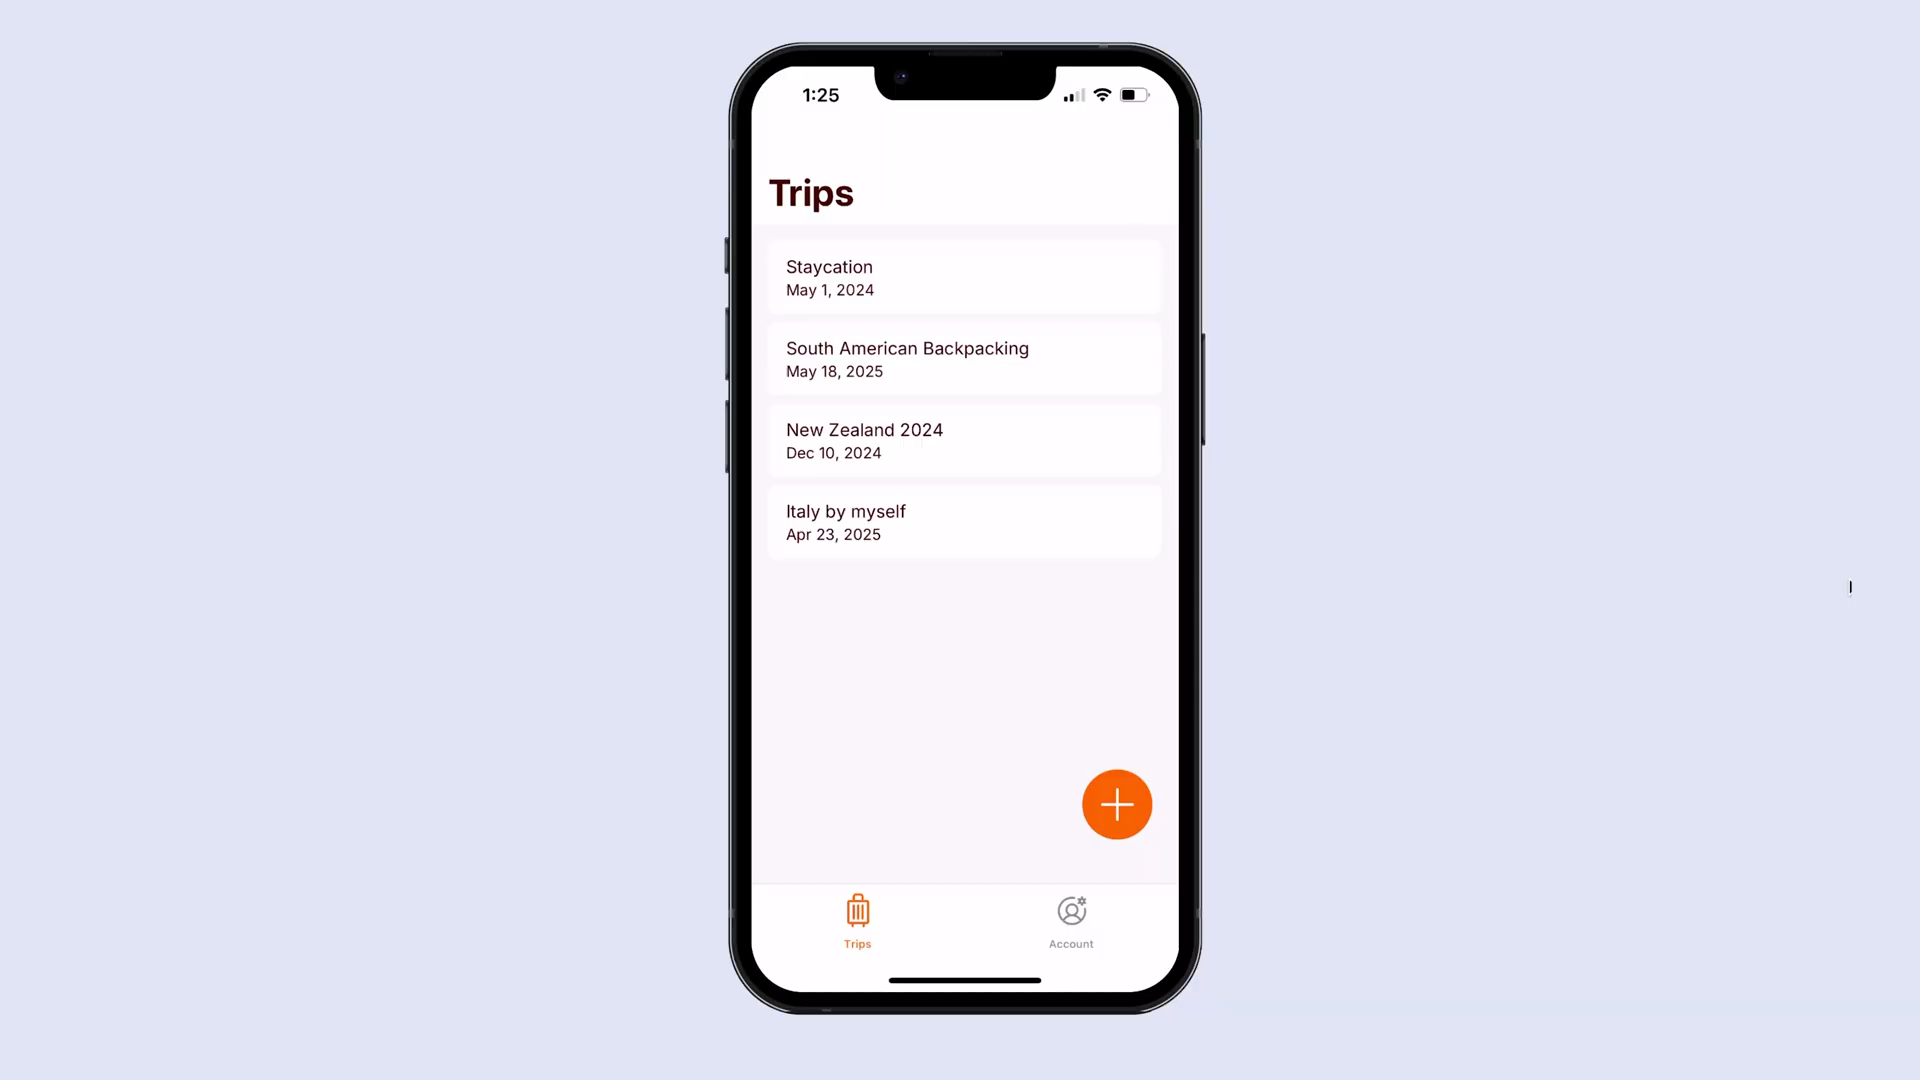 1:25
Trips
Staycation
May 1, 2024
South American Backpacking
May 18, 2025
New Zealand 2024
Dec 10, 2024
Italy by myself
Apr 23, 2025
Trips
Account